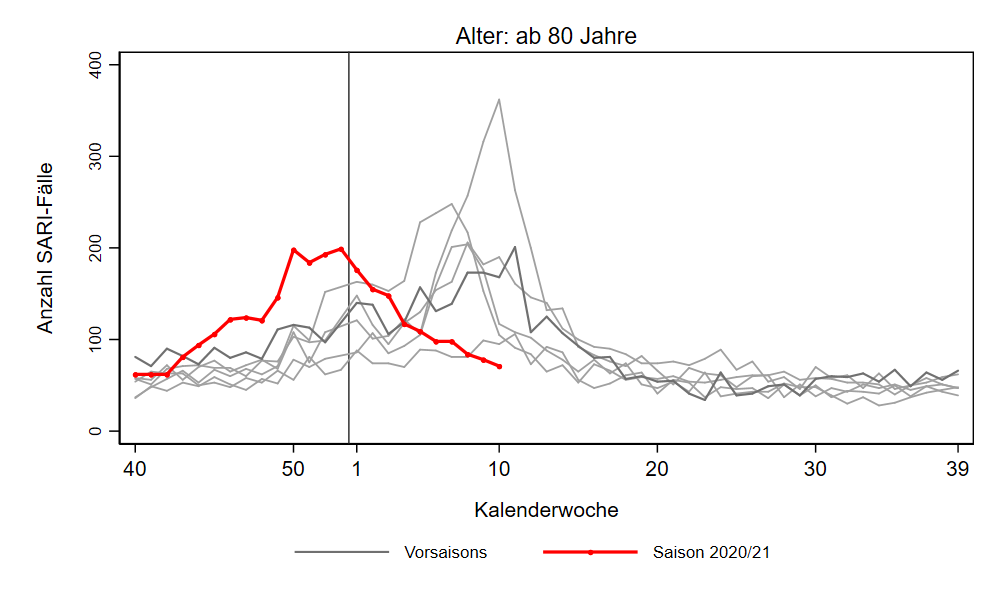 Alter: ab 80 Jahre
Anzahl SARI-Fälle
400
300
200
100
0
40 50 1 10 20 30 39
Kalenderwoche
Vorsaisons Saison 2020/21